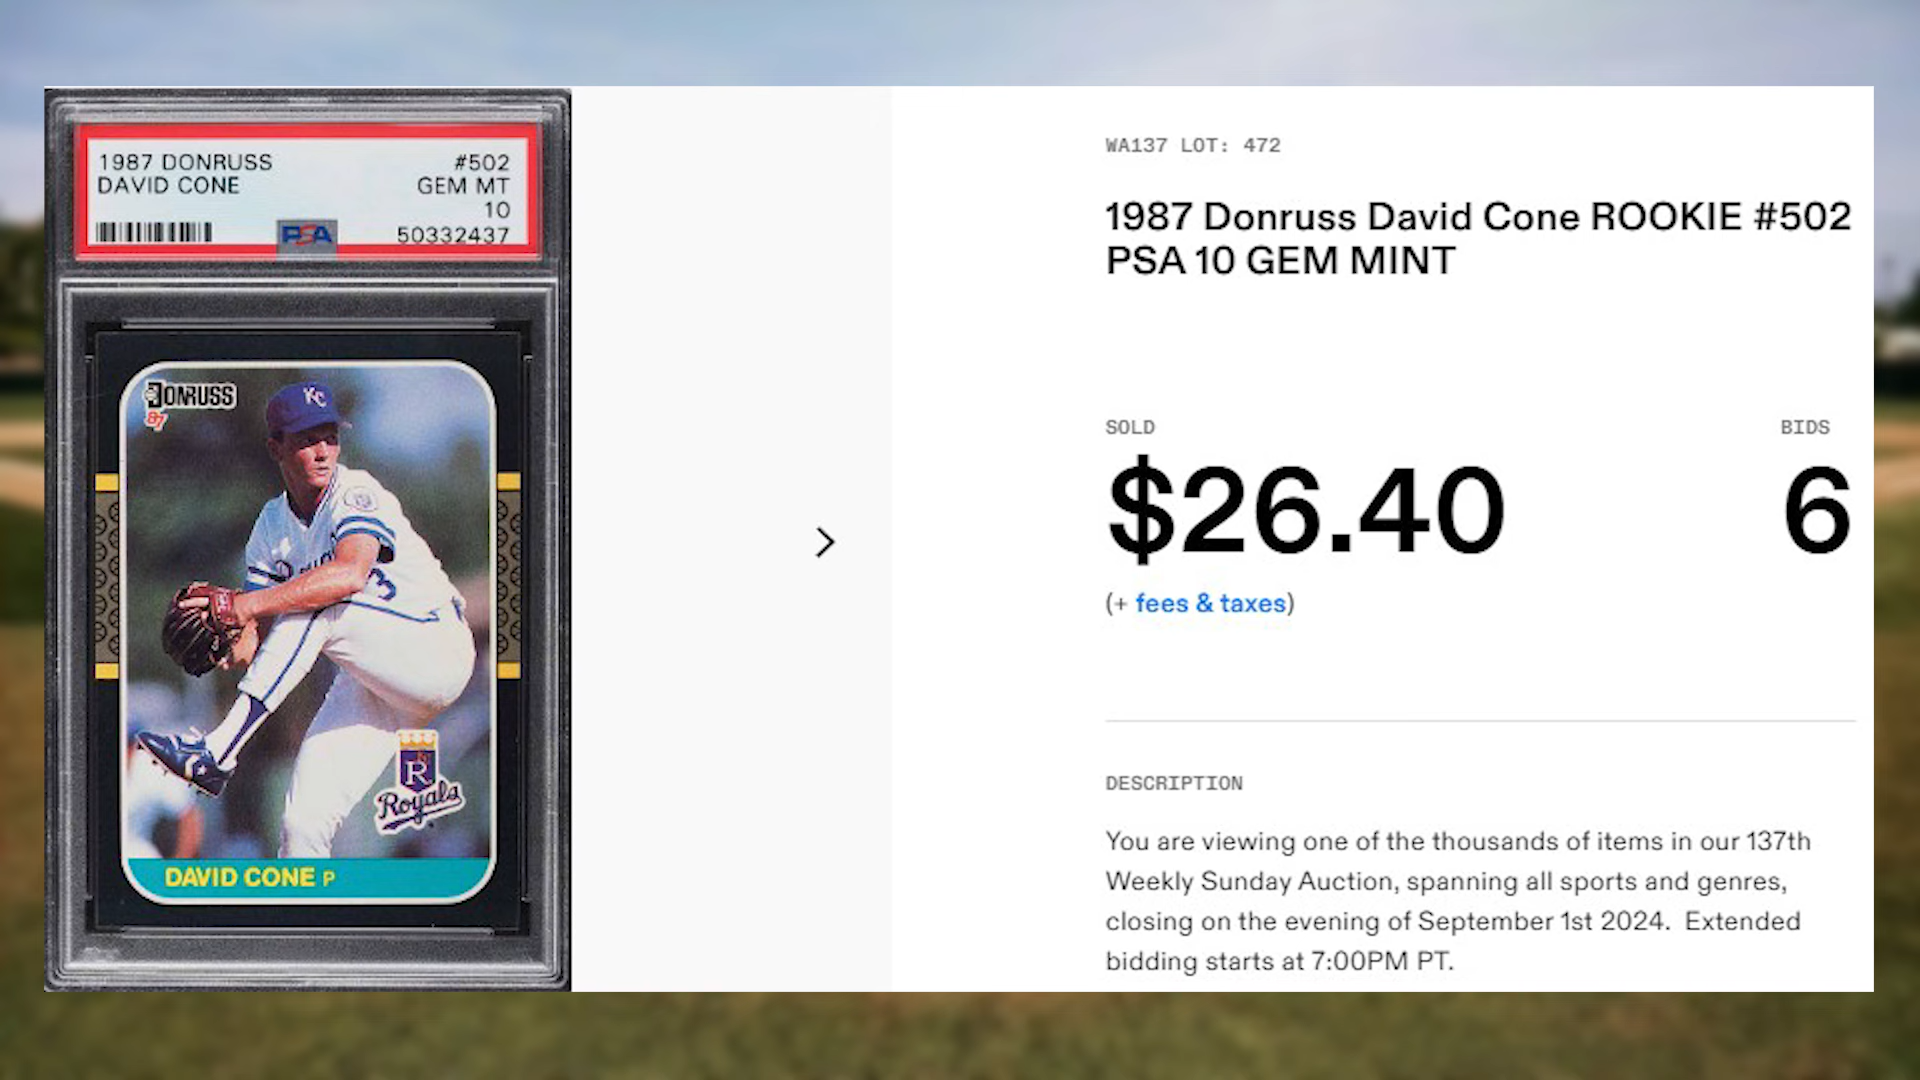 1987 DONRUSS #502
DAVID CONE GEM MT
10
PSA 50332437
DONRUSS
87
KC
3
R
Royals
DAVID CONE P
WA137 LOT: 472
1987 Donruss David Cone ROOKIE #502
PSA 10 GEM MINT
SOLD BIDS
$26.40 6
(+ fees & taxes)
DESCRIPTION
You are viewing one of the thousands of items in our 137th
Weekly Sunday Auction, spanning all sports and genres,
closing on the evening of September 1st 2024. Extended
bidding starts at 7:00PM PT.